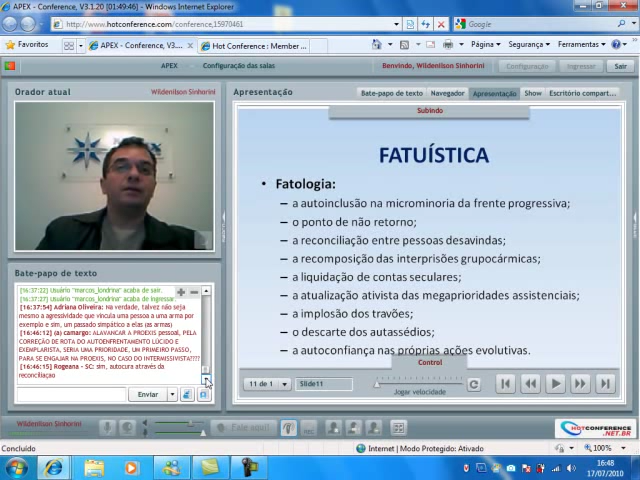 APEX - Conference, V3.1.20 [01:49:46] - Windows Internet Explorer
http://www.hotconference.com/conference,15970461
Google
Favoritos
APEX - Conference, V3....
Hot Conference : Member ...
Página
Segurança
Ferramentas
APEX
Configuração das salas
Benvindo, Wildenilson Sinhorini
Configuração
Ingressar
Sair
Orador atual
Wildenilson Sinhorini
Apresentação
Bate-papo de texto
Navegador
Apresentação
Show
Escritório compart...
Subindo
FATUÍSTICA
• Fatologia:
– a autoinclusão na microminoria da frente progressiva;
– o ponto de não retorno;
– a reconciliação entre pessoas desavindas;
– a recomposição das interprisões grupocármicas;
– a liquidação de contas seculares;
– a atualização ativista das megaprioridades assistenciais;
– a implosão dos travões;
– o descarte dos autassédios;
– a autoconfiança nas próprias ações evolutivas.
Control
11 de 1
Slide11
Jogar velocidade
Bate-papo de texto
[16:37:22] Usuário "marcos_londrina" acaba de sair.
[16:37:27] Usuário "marcos_londrina" acaba de ingressar.
[16:37:54] Adriana Oliveira: Na verdade, talvez não seja
mesmo a agressividade que vincula uma pessoa a uma arma por
exemplo e sim, um passado simpático a elas (as armas)
[16:46:12] (a) camargo: ALAVANCAR A PROEXIS pessoal, PELA
CORREÇÃO DE ROTA DO AUTOENFRENTAMENTO LÚCIDO E
EXEMPLARISTA, SERIA UMA PRIORIDADE, UM PRIMEIRO PASSO,
PARA SE ENGAJAR NA PROEXIS, NO CASO DO INTERMISSIVISTA????
[16:46:15] Rogeana - SC: sim, autocura através da
reconciliaçao
Enviar
Wildenilson Sinhorini
Fale aqui!
REC
HOTCONFERENCE
.NET.BR
Concluído
Internet | Modo Protegido: Ativado
100%
16:48
17/07/2010